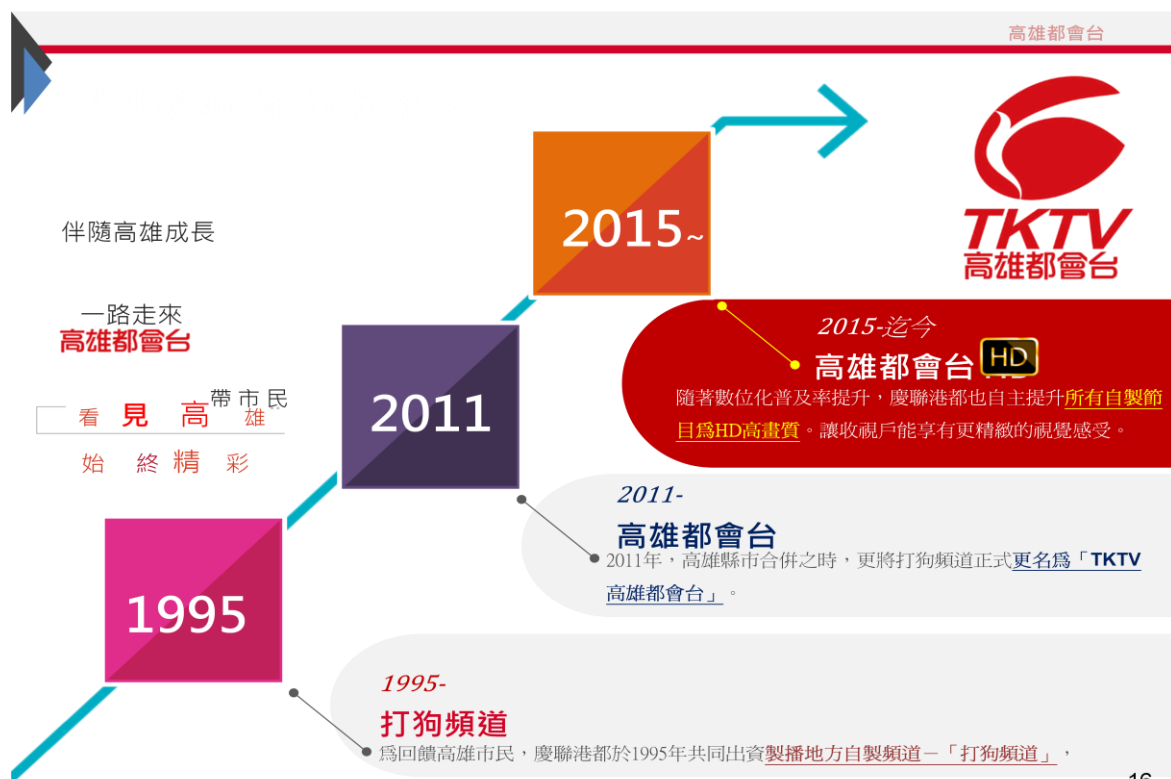 高雄都會台
TKTV
高雄都會台
伴隨高雄成長
一路走來
高雄都會台
帶市民
看見高雄
始終精彩
2015~
2015-迄今
高雄都會台 HD
隨著數位化普及率提升，慶聯港都也自主提升所有自製節
目為HD高畫質。讓收視戶能享有更精緻的視覺感受。
2011
2011-
高雄都會台
2011年，高雄縣市合併之時，更將打狗頻道正式更名為「TKTV
高雄都會台」。
1995
1995-
打狗頻道
為回饋高雄市民，慶聯港都於1995年共同出資製播地方自製頻道－「打狗頻道」，